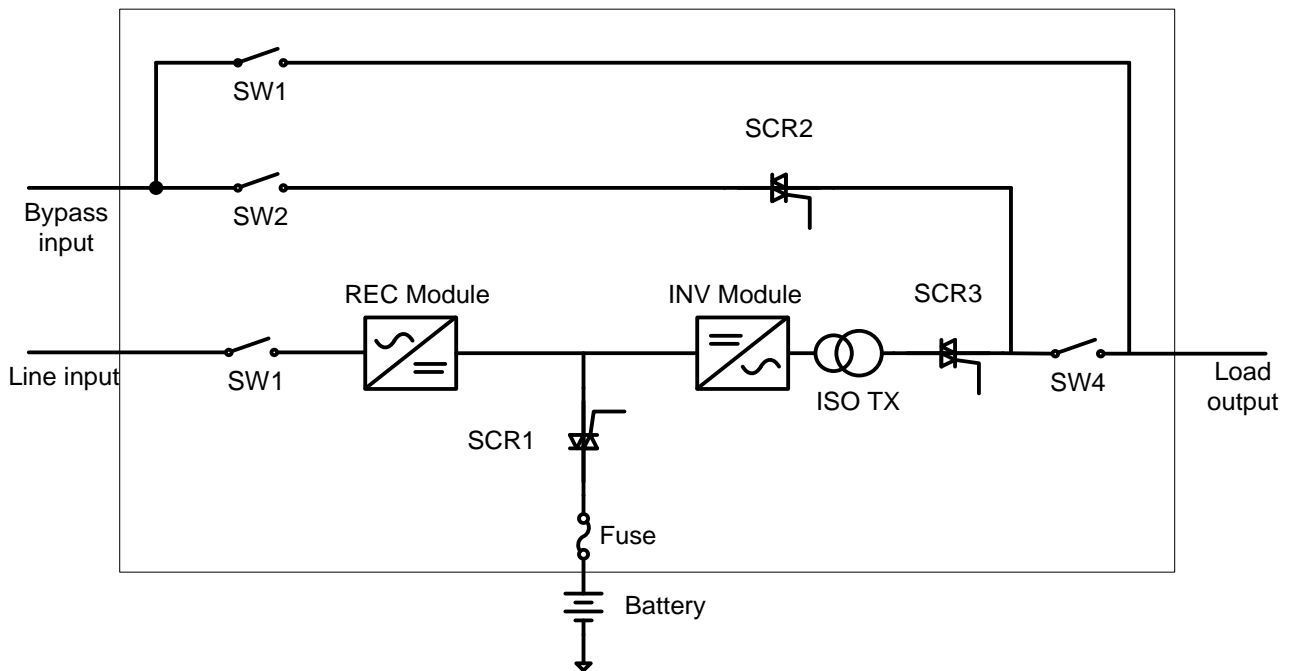 SW1
SCR2
Bypass
input
SW2
REC Module
INV Module
SCR3
Line input
SW1
ISO TX
SW4
Load
output
SCR1
Fuse
Battery